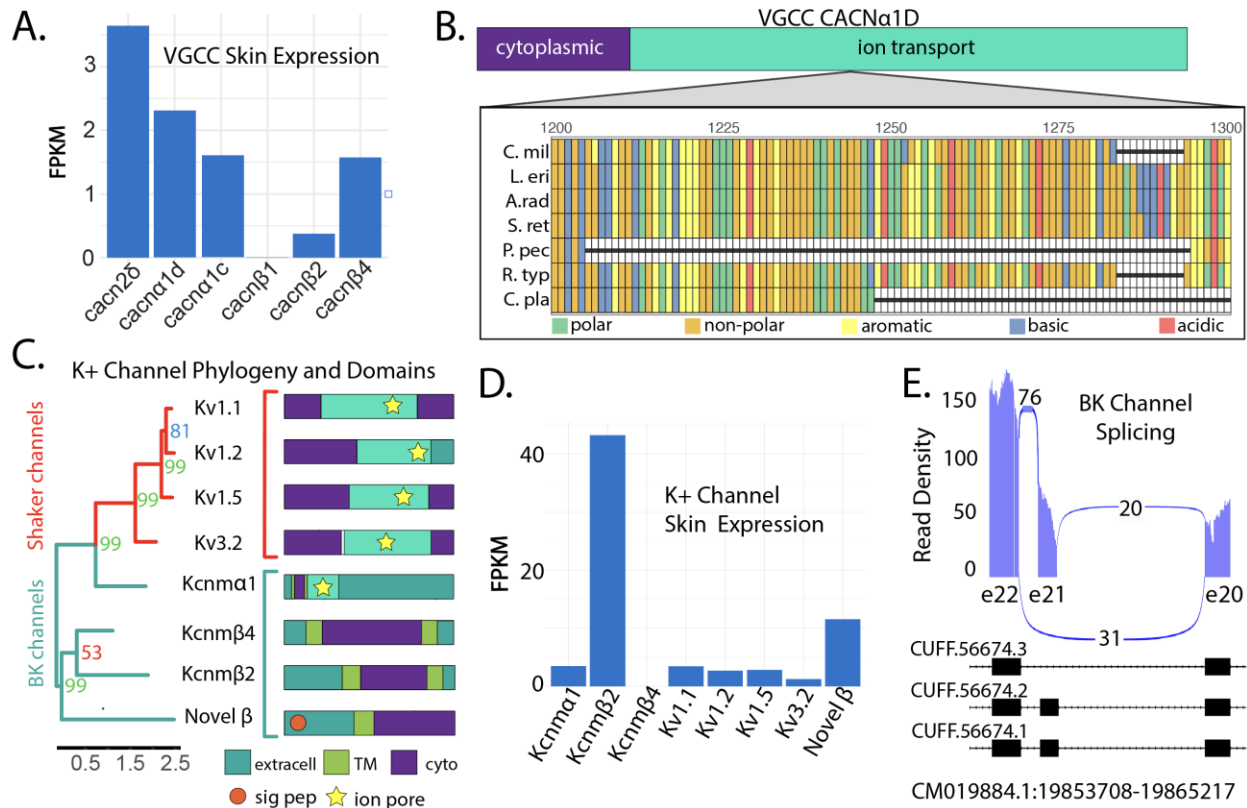 A.
VGCC Skin Expression
FPKM
3
2
1
0
cacn2δ
cacnα1d
cacnα1c
cacnβ1
cacnβ2
cacnβ4
B.
VGCC CACNα1D
cytoplasmic
ion transport
1200 1225 1250 1275 1300
C. mil
L. eri
A.rad
S. ret
P. pec
R. typ
C. pla
polar non-polar aromatic basic acidic
C.
K+ Channel Phylogeny and Domains
Shaker channels
BK channels
Kv1.1
81
Kv1.2
99
Kv1.5
99
Kv3.2
99
Kcnmα1
Kcnmβ4
53
Kcnmβ2
99
Novel β
0.5 1.5 2.5
extracell TM cyto
sig pep ion pore
D.
K+ Channel
Skin Expression
FPKM
40
20
0
Kcnmα1
Kcnmβ2
Kcnmβ4
Kv1.1
Kv1.2
Kv1.5
Kv3.2
Novel β
E.
BK Channel
Splicing
Read Density
150
100
50
0
76
20
31
e22 e21 e20
CUFF.56674.3
CUFF.56674.2
CUFF.56674.1
CM019884.1:19853708-19865217